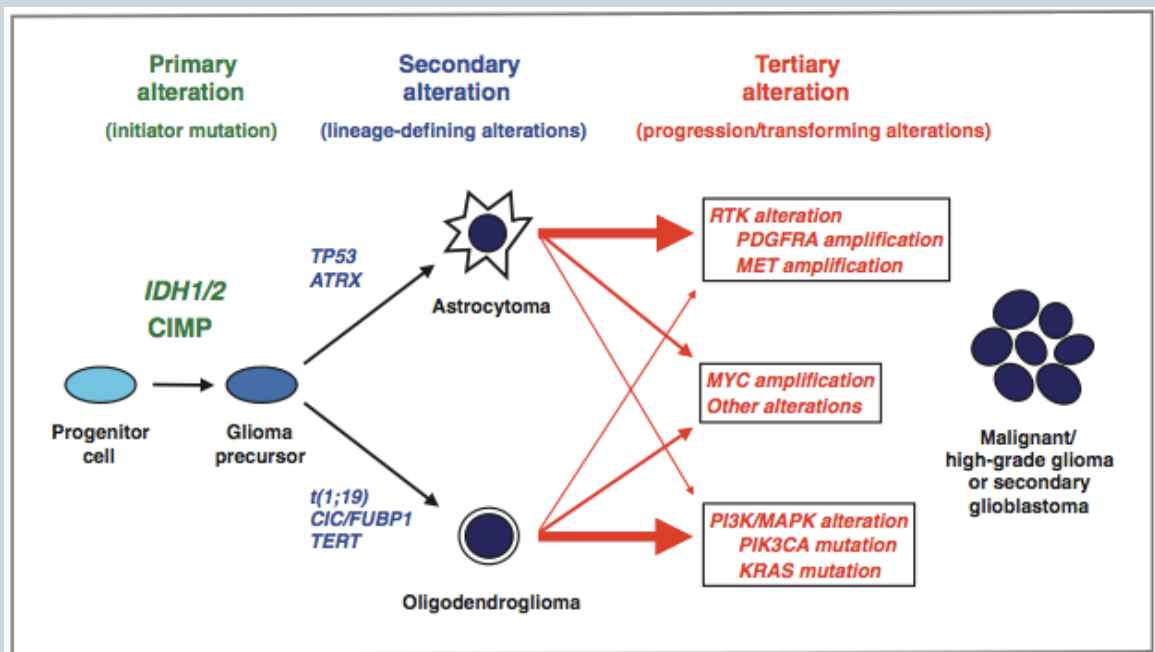 Primary
alteration
(initiator mutation)
Secondary
alteration
(lineage-defining alterations)
Tertiary
alteration
(progression/transforming alterations)
IDH1/2
CIMP
Progenitor
cell
Glioma
precursor
TP53
ATRX
Astrocytoma
t(1;19)
CIC/FUBP1
TERT
Oligodendroglioma
RTK alteration
PDGFRA amplification
MET amplification
MYC amplification
Other alterations
PI3K/MAPK alteration
PIK3CA mutation
KRAS mutation
Malignant/
high-grade glioma
or secondary
glioblastoma